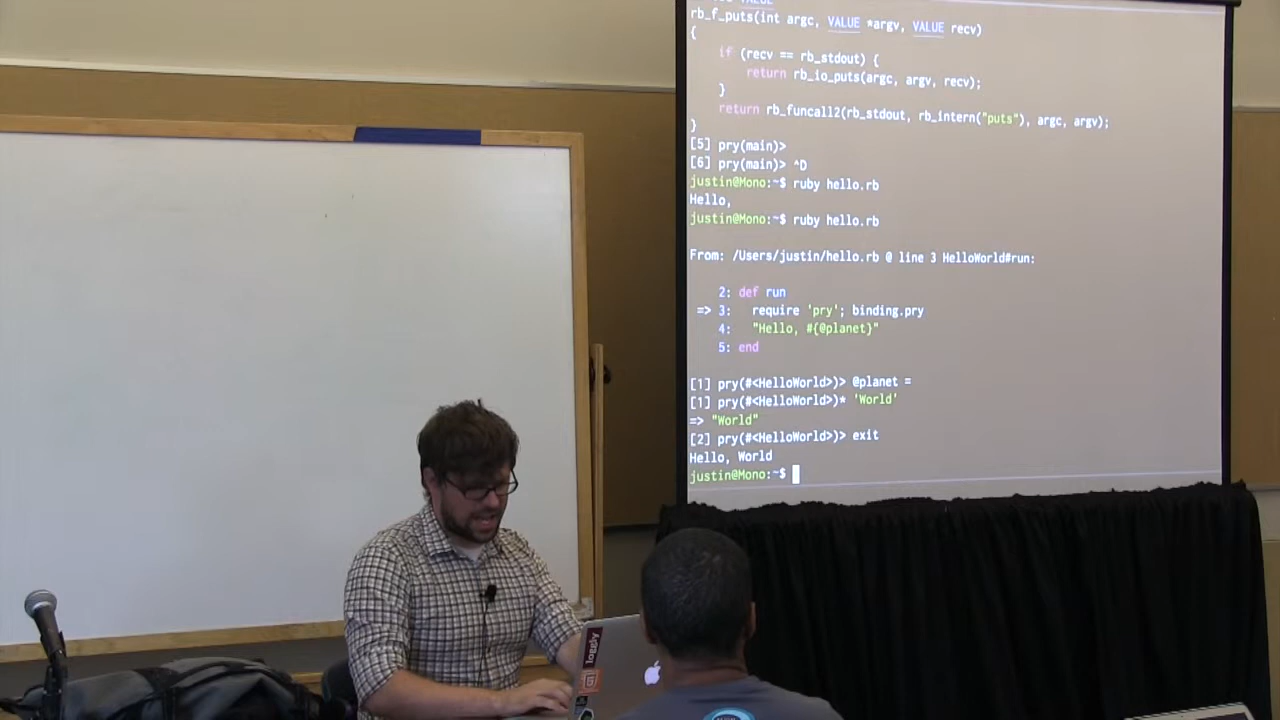 rb_f_puts(int argc, VALUE *argv, VALUE recv)
{
    if (recv == rb_stdout) {
        return rb_io_puts(argc, argv, recv);
    }
    return rb_funcall2(rb_stdout, rb_intern("puts"), argc, argv);
}
[5] pry(main)>
[6] pry(main)> ^D
justin@Mono:~$ ruby hello.rb
Hello,
justin@Mono:~$ ruby hello.rb
From: /Users/justin/hello.rb @ line 3 HelloWorld#run:
    2: def run
 => 3:   require 'pry'; binding.pry
    4:   "Hello, #{@planet}"
    5: end
[1] pry(#<HelloWorld>)> @planet =
[1] pry(#<HelloWorld>)* 'World'
=> "World"
[2] pry(#<HelloWorld>)> exit
Hello, World
justin@Mono:~$
loggly